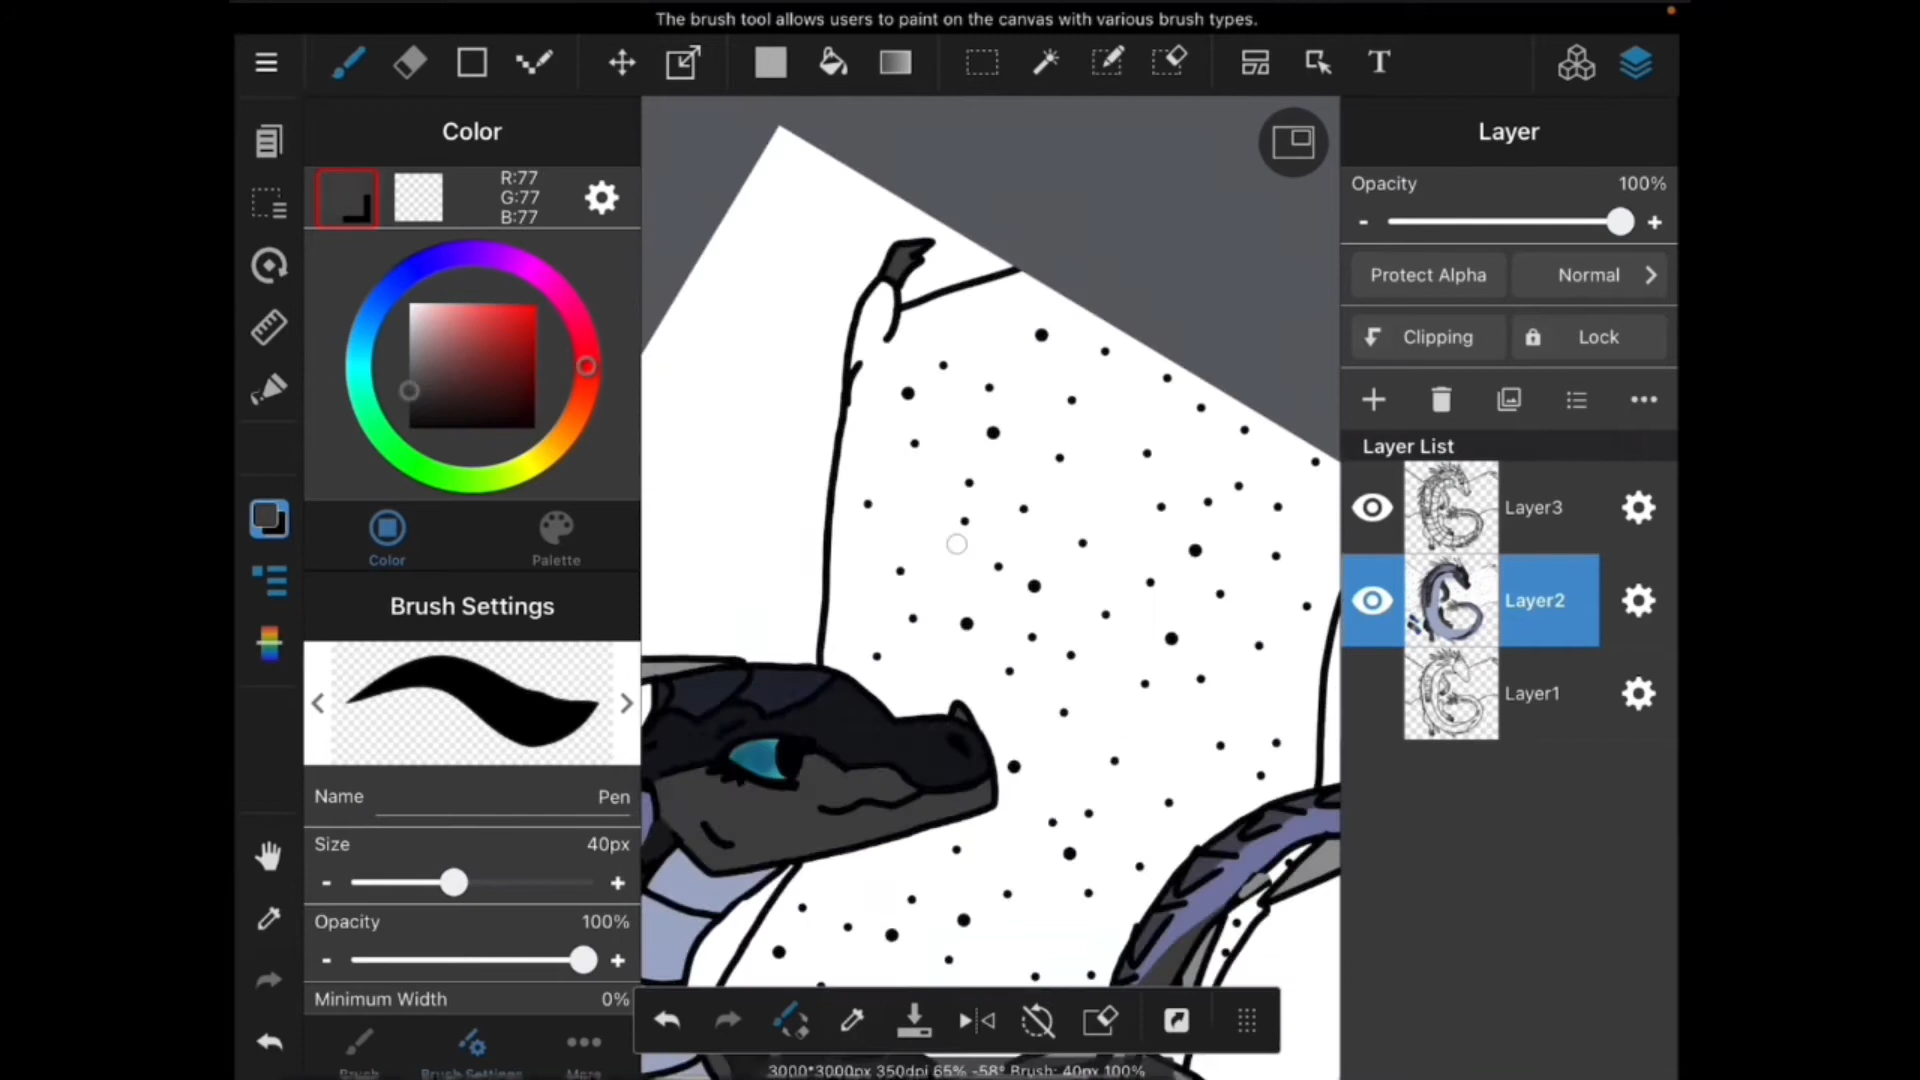 The brush tool allows users to paint on the canvas with various brush types.
T
Color
R:77
G:77
B:77
Color
Palette
Brush Settings
Name
Pen
Size
40px
-
+
Opacity
100%
-
+
Minimum Width
0%
Brush
Brush Settings
More
3000*3000px 350dpi 65% -58° Brush: 40px 100%
Layer
Opacity
100%
-
+
Protect Alpha
Normal
Clipping
Lock
Layer List
Layer3
Layer2
Layer1